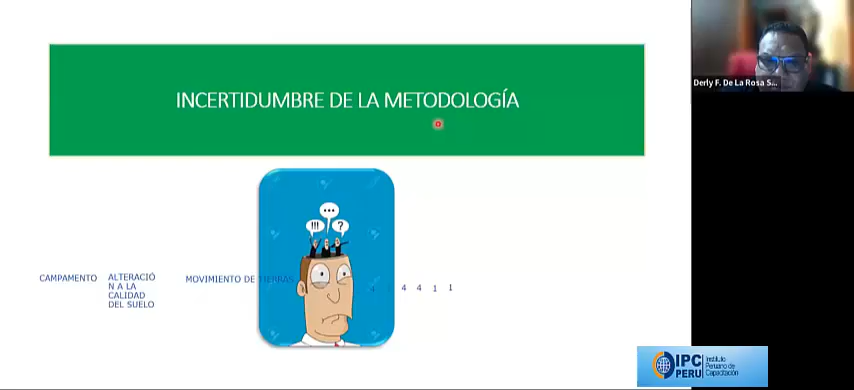 INCERTIDUMBRE DE LA METODOLOGÍA
Derly F. De La Rosa S...
...
!!!
?
CAMPAMENTO
ALTERACIÓ
N A LA
CALIDAD
DEL SUELO
MOVIMIENTO DE TIERRAS
4 4 1 1
IPC
PERU
Instituto
Peruano de
Capacitación